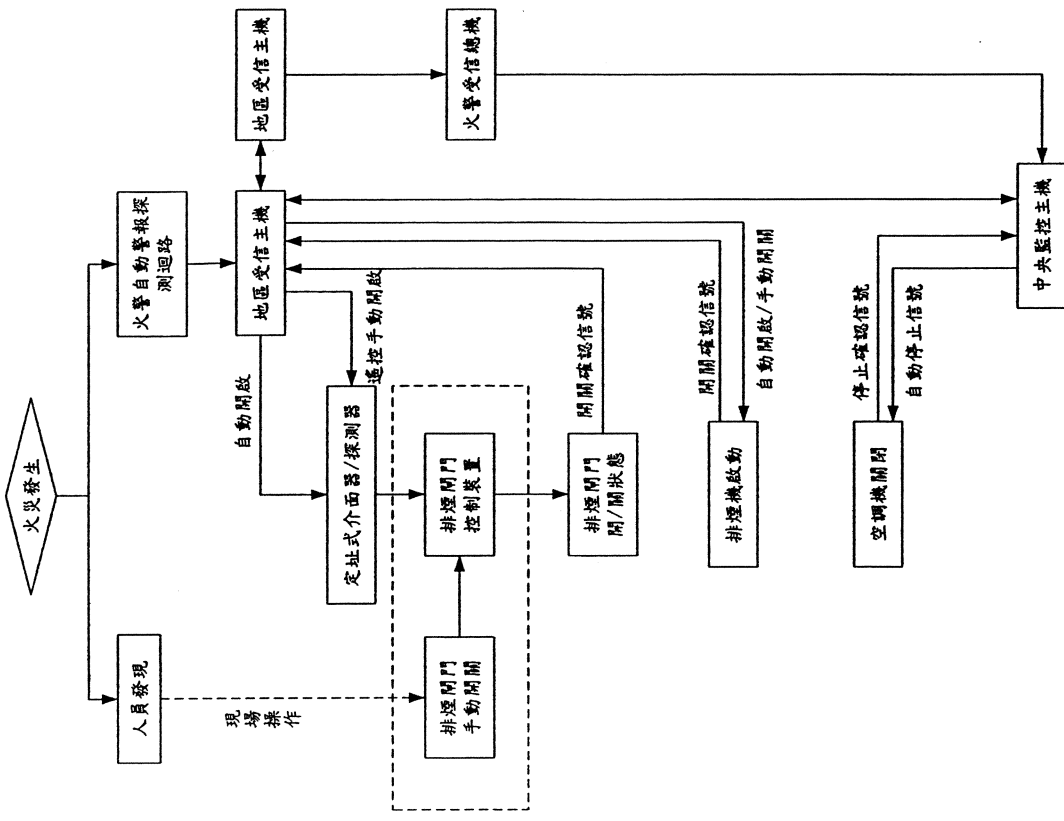 火災發生
人員發現
火警自動警報探
測迴路
現場操作
地區受信主機
地區受信主機
自動開啟
遙控手動開啟
定址式介面器/探測器
火警受信總機
排煙閘門
手動開關
排煙閘門
控制裝置
排煙閘門
開/關狀態
開關確認信號
排煙機啟動
開關確認信號
自動開啟/手動開關
空調機關閉
停止確認信號
自動停止信號
中央監控主機